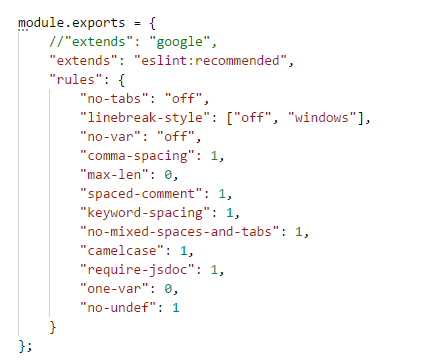 module.exports = {
    //"extends": "google",
    "extends": "eslint:recommended",
    "rules": {
        "no-tabs": "off",
        "linebreak-style": ["off", "windows"],
        "no-var": "off",
        "comma-spacing": 1,
        "max-len": 0,
        "spaced-comment": 1,
        "keyword-spacing": 1,
        "no-mixed-spaces-and-tabs": 1,
        "camelcase": 1,
        "require-jsdoc": 1,
        "one-var": 0,
        "no-undef": 1
    }
};